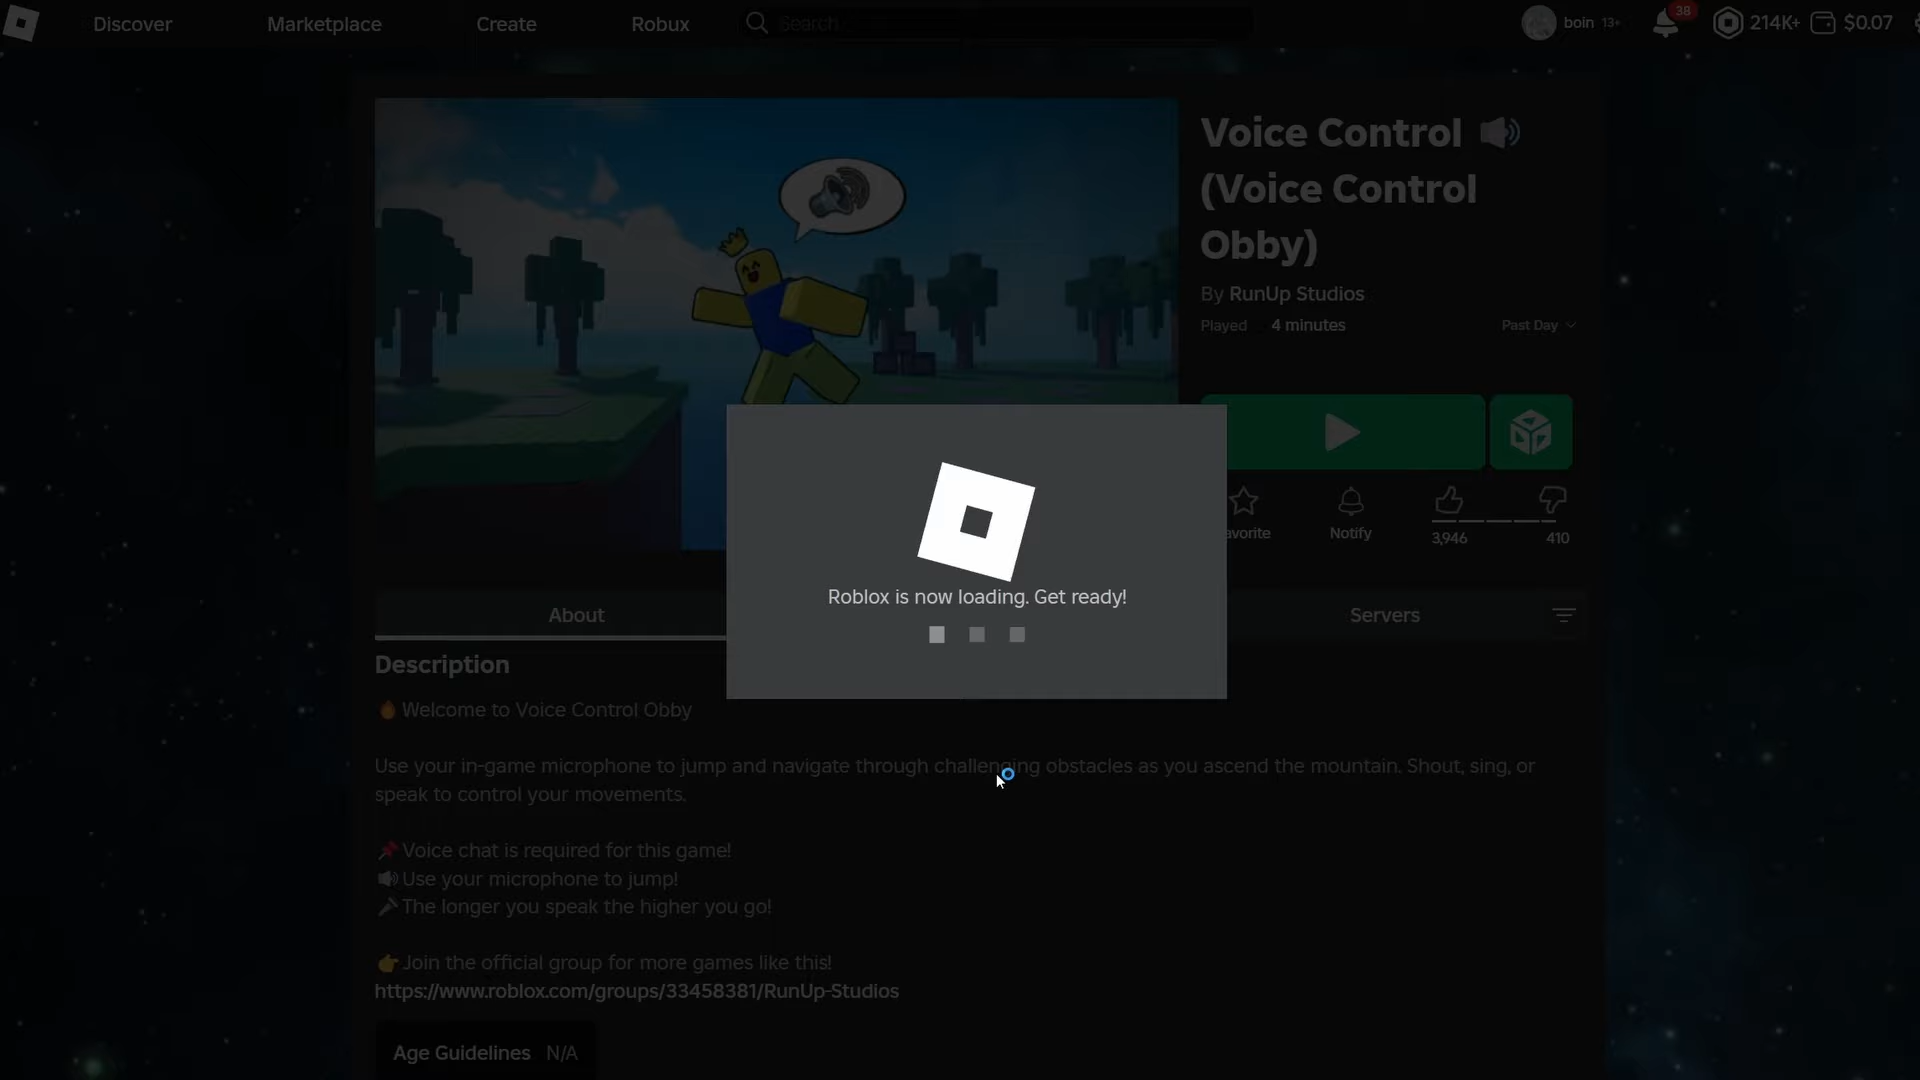 Discover
Marketplace
Create
Robux
Search
boin 13+
38
214K+
$0.07
Voice Control
(Voice Control
Obby)
By RunUp Studios
Played 4 minutes
Past Day
avorite
Notify
3,946
410
Roblox is now loading. Get ready!
About
Servers
Description
Welcome to Voice Control Obby
Use your in-game microphone to jump and navigate through challenging obstacles as you ascend the mountain. Shout, sing, or
speak to control your movements.
Voice chat is required for this game!
Use your microphone to jump!
The longer you speak the higher you go!
Join the official group for more games like this!
https://www.roblox.com/groups/33458381/RunUp-Studios
Age Guidelines N/A